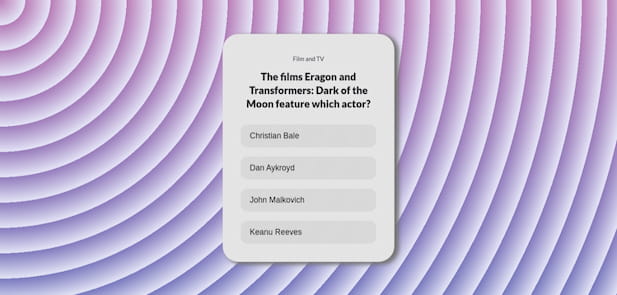 Film and TV
The films Eragon and
Transformers: Dark of the
Moon feature which actor?
Christian Bale
Dan Aykroyd
John Malkovich
Keanu Reeves